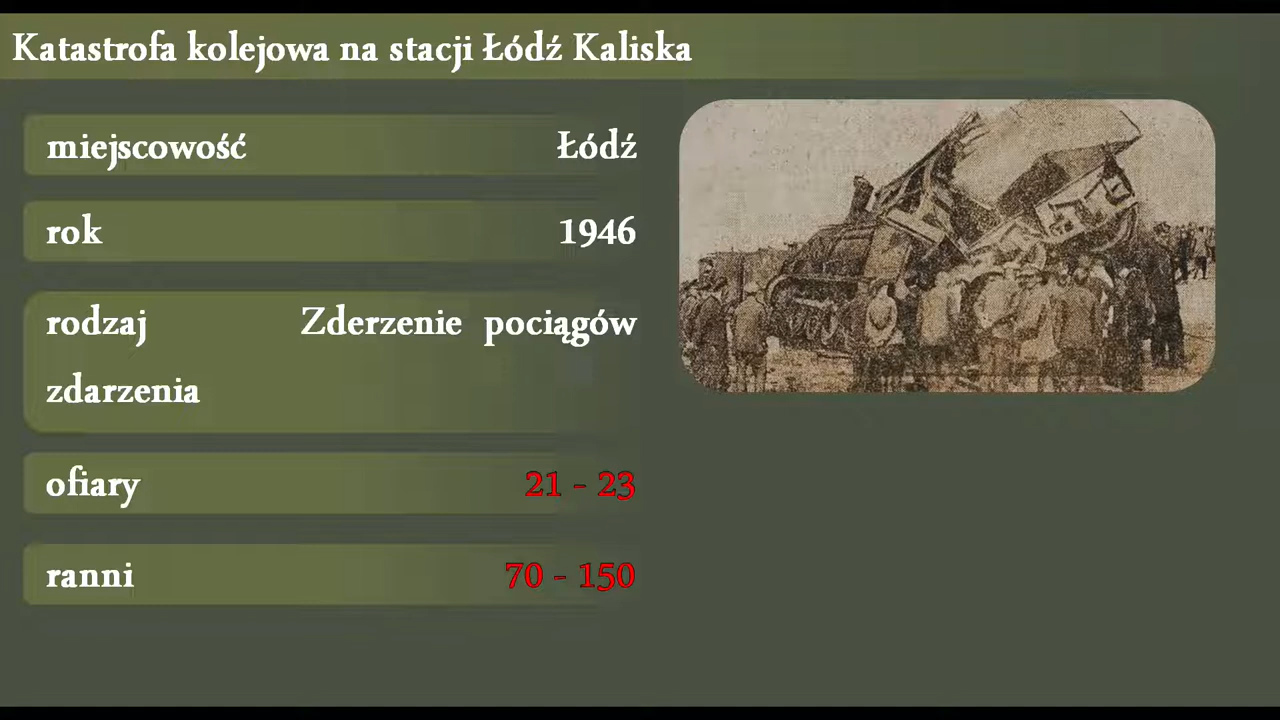 Katastrofa kolejowa na stacji Łódź Kaliska
miejscowość Łódź
rok 1946
rodzaj Zderzenie pociągów
zdarzenia
ofiary 21 - 23
ranni 70 - 150